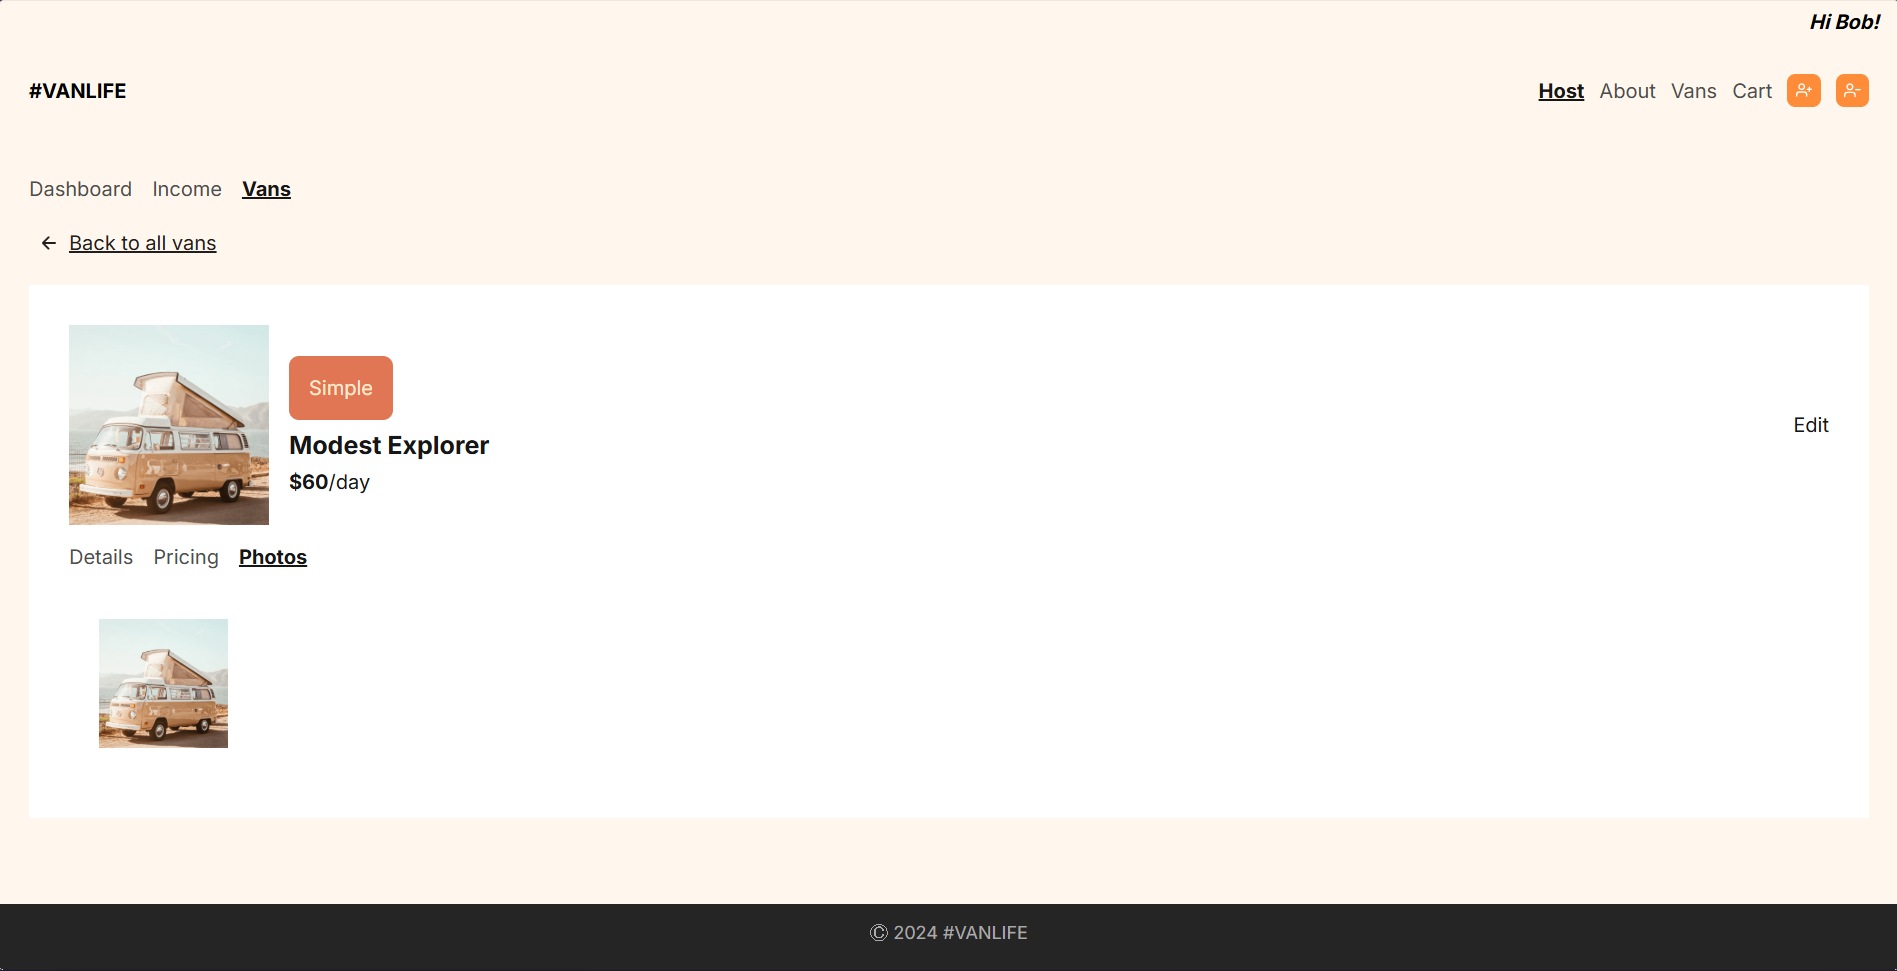 Hi Bob!
#VANLIFE
Host About Vans Cart
Dashboard Income Vans
← Back to all vans
Simple
Modest Explorer
$60/day
Edit
Details Pricing Photos
© 2024 #VANLIFE